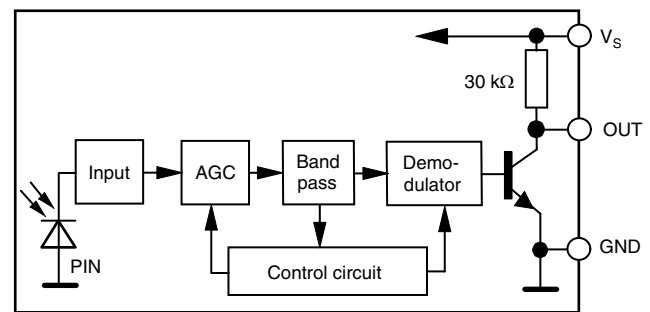 V_S
30 kΩ
OUT
Input
AGC
Band
pass
Demo-
dulator
GND
PIN
Control circuit